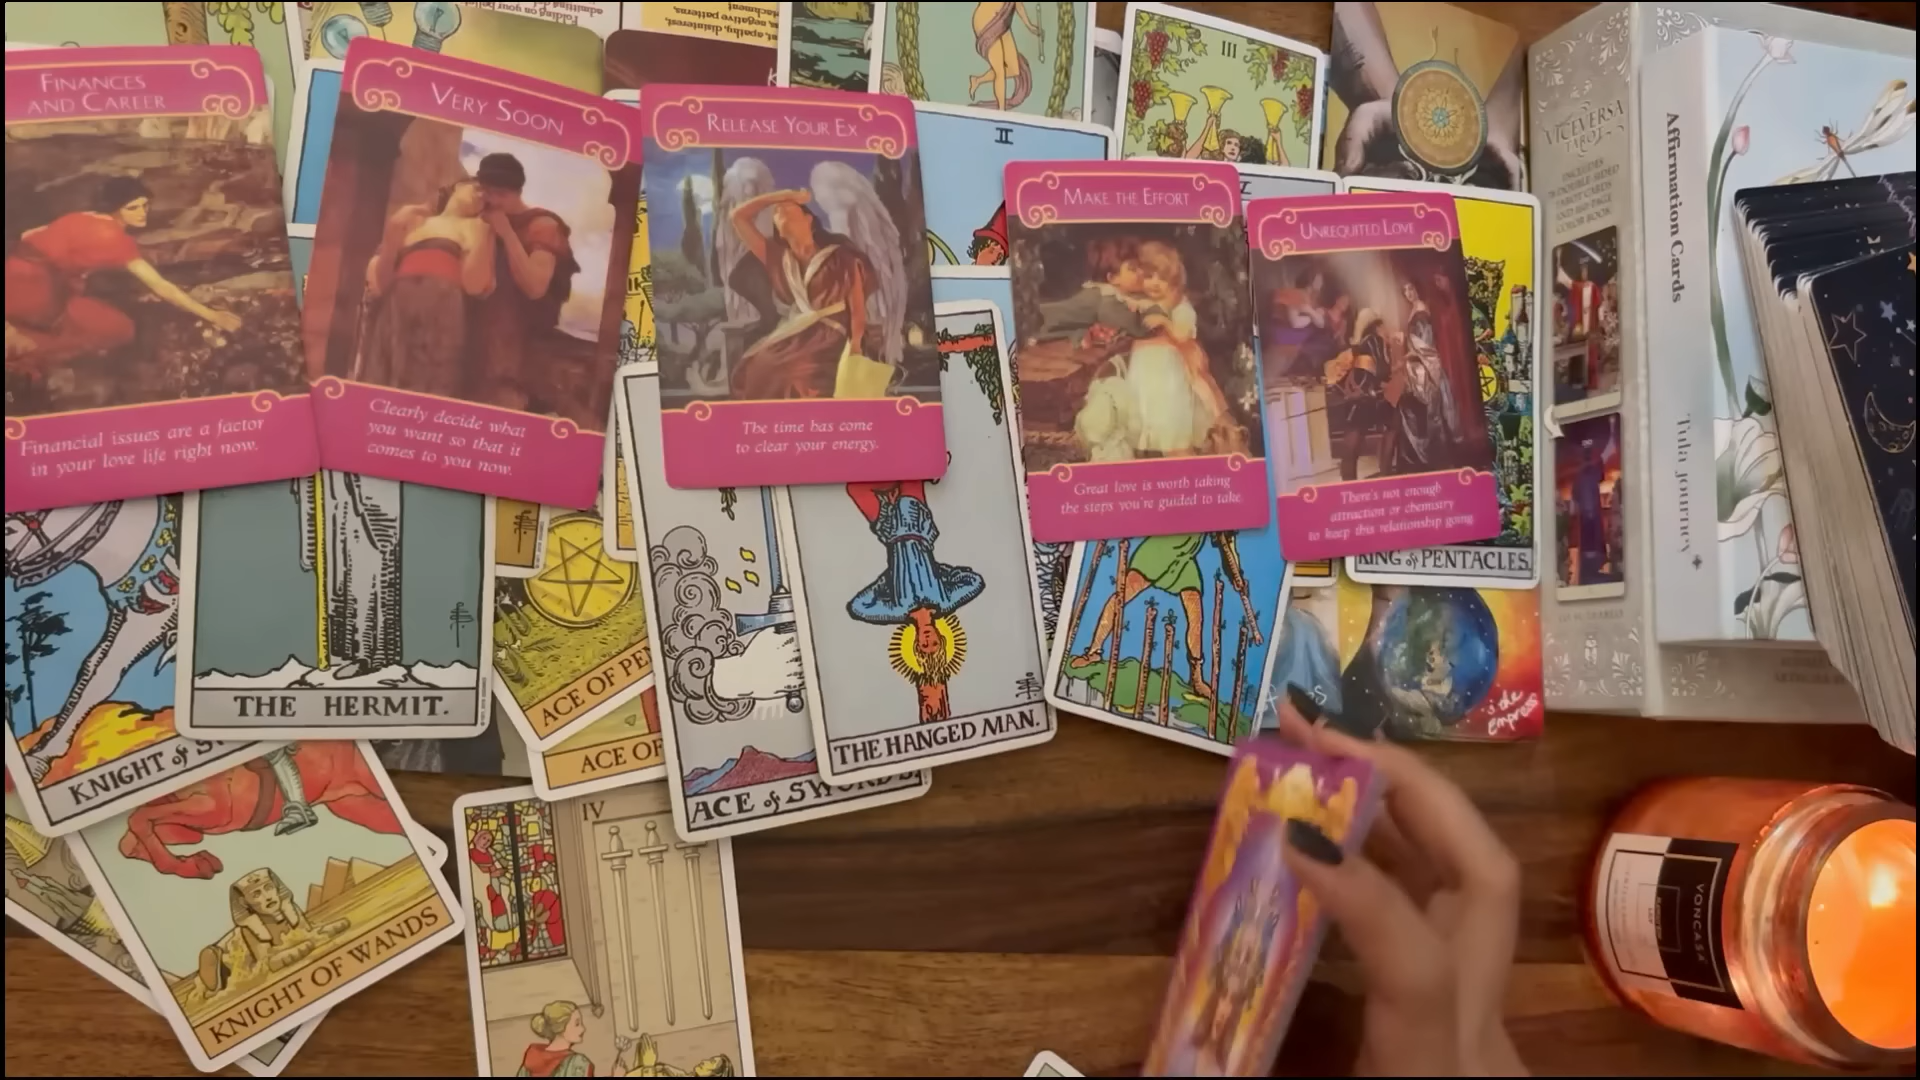 FINANCES
AND CAREER
Financial issues are a factor
in your love life right now.
VERY SOON
Clearly decide what
you want so that it
comes to you now.
RELEASE YOUR EX
The time has come
to clear your energy.
MAKE THE EFFORT
Great love is worth taking
the steps you're guided to take.
UNREQUITED LOVE
There's not enough
attraction or chemistry
to keep this relationship going.
II
III
KING of PENTACLES.
VICEVERSA
TAROT
Affirmation Cards
Tula journey
KNIGHT of S
THE HERMIT.
ACE OF PEN
ACE OF
ACE of SWORDS.
THE HANGED MAN.
the
Empress
KNIGHT OF WANDS
IV
VONCASA